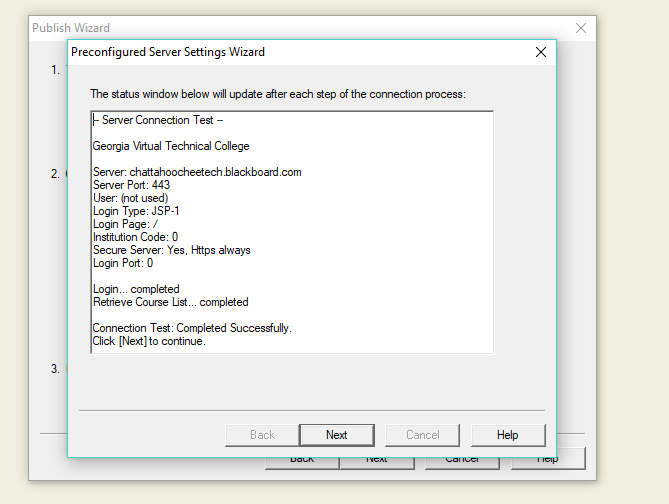 Publish Wizard
Preconfigured Server Settings Wizard
1.
The status window below will update after each step of the connection process:
-- Server Connection Test --
Georgia Virtual Technical College
2.
Server: chattahoocheetech.blackboard.com
Server Port: 443
User: (not used)
Login Type: JSP-1
Login Page: /
Institution Code: 0
Secure Server: Yes, Https always
Login Port: 0
Login... completed
Retrieve Course List... completed
Connection Test: Completed Successfully.
Click [Next] to continue.
3.
Back Next Cancel Help
Back Next Cancel Help